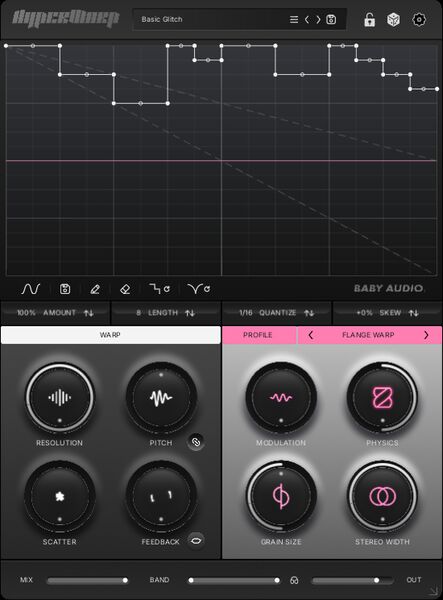 HyperWarp
Basic Glitch
BABY AUDIO.
100% AMOUNT
8 LENGTH
1/16 QUANTIZE
+0% SKEW
WARP
PROFILE
FLANGE WARP
RESOLUTION
PITCH
MODULATION
PHYSICS
SCATTER
FEEDBACK
GRAIN SIZE
STEREO WIDTH
MIX
BAND
OUT